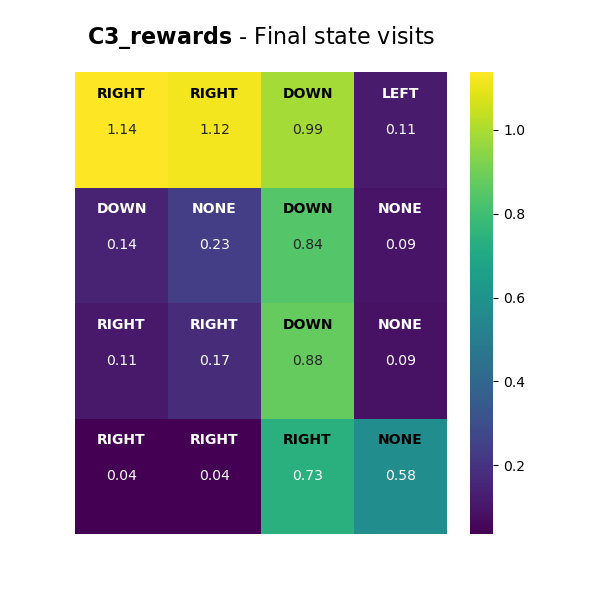 C3_rewards - Final state visits
RIGHT RIGHT DOWN LEFT
1.14 1.12 0.99 0.11
DOWN NONE DOWN NONE
0.14 0.23 0.84 0.09
RIGHT RIGHT DOWN NONE
0.11 0.17 0.88 0.09
RIGHT RIGHT RIGHT NONE
0.04 0.04 0.73 0.58
1.0
0.8
0.6
0.4
0.2